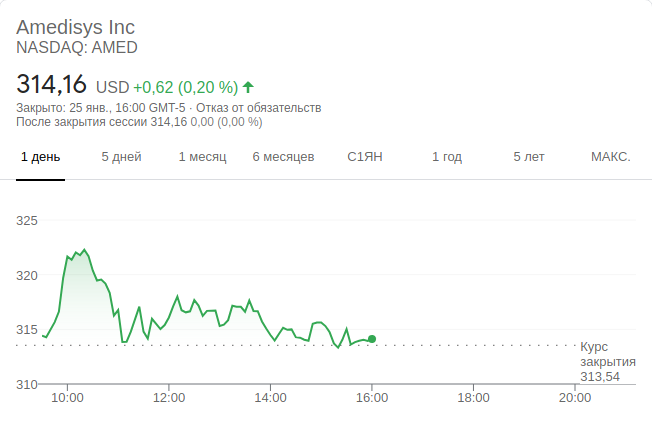 Amedisys Inc
NASDAQ: AMED
314,16 USD +0,62 (0,20 %)
Закрыто: 25 янв., 16:00 GMT-5 · Отказ от обязательств
После закрытия сессии 314,16 0,00 (0,00 %)
1 день 5 дней 1 месяц 6 месяцев С1ЯН 1 год 5 лет МАКС.
325
320
315
310
Курс
закрытия
313,54
10:00 12:00 14:00 16:00 18:00 20:00